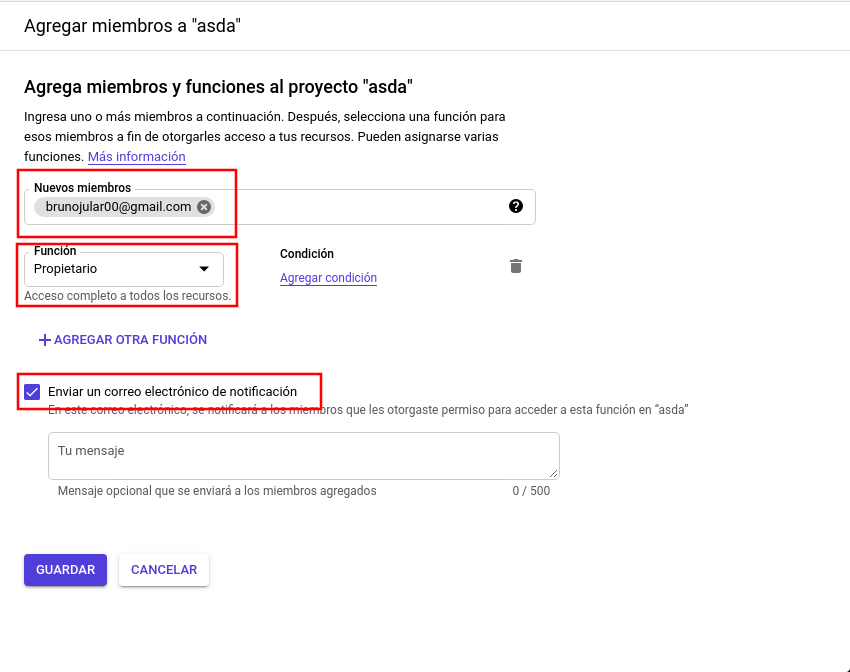 Agregar miembros a "asda"
Agrega miembros y funciones al proyecto "asda"
Ingresa uno o más miembros a continuación. Después, selecciona una función para
esos miembros a fin de otorgarles acceso a tus recursos. Pueden asignarse varias
funciones. Más información
Nuevos miembros
brunojular00@gmail.com
Función
Propietario
Acceso completo a todos los recursos.
Condición
Agregar condición
AGREGAR OTRA FUNCIÓN
Enviar un correo electrónico de notificación
En este correo electrónico, se notificará a los miembros que les otorgaste permiso para acceder a esta función en “asda”
Tu mensaje
Mensaje opcional que se enviará a los miembros agregados
0 / 500
GUARDAR
CANCELAR